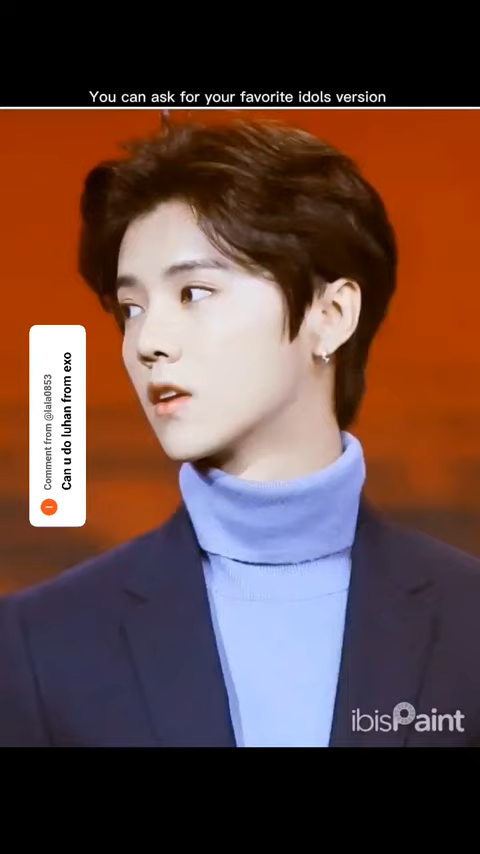 You can ask for your favorite idols version
Comment from @lala0853
Can u do luhan from exo
ibisPaint